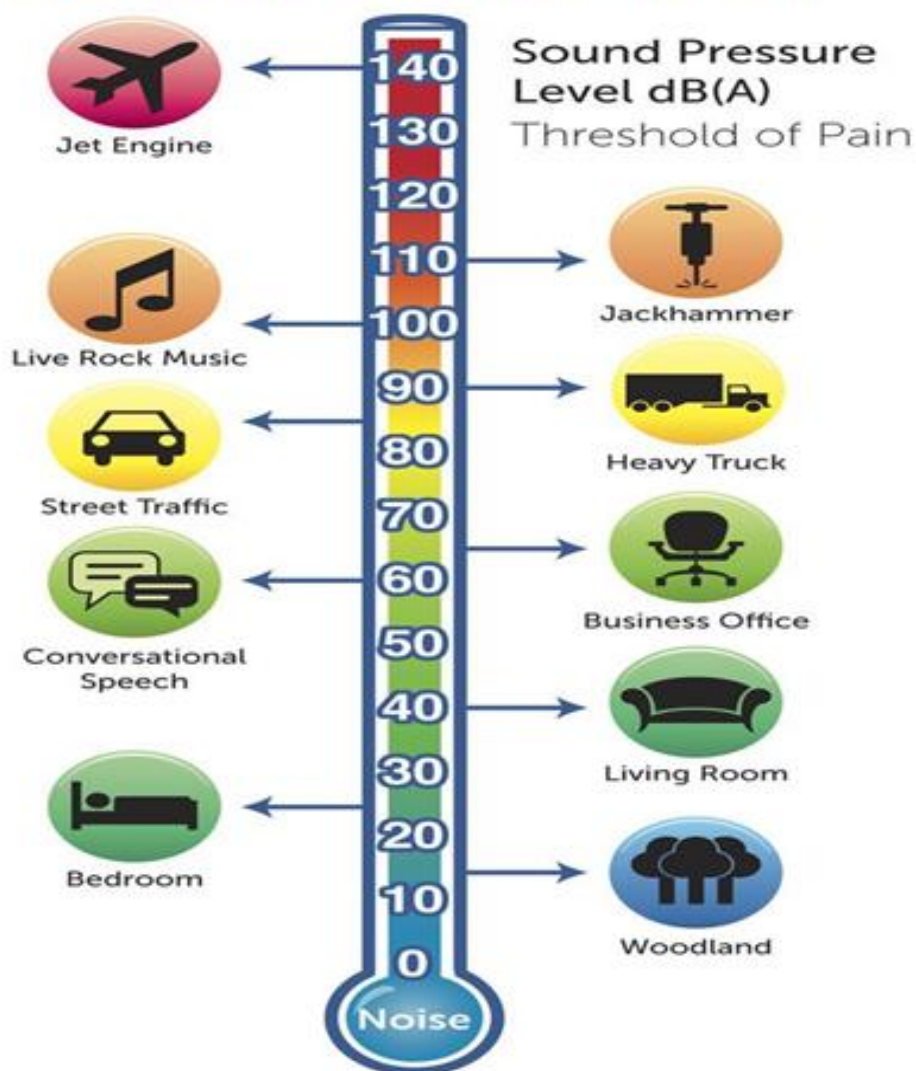 Sound Pressure
Level dB(A)
Threshold of Pain
140
130
120
110
100
90
80
70
60
50
40
30
20
10
0
Noise
Jet Engine
Live Rock Music
Street Traffic
Conversational
Speech
Bedroom
Jackhammer
Heavy Truck
Business Office
Living Room
Woodland